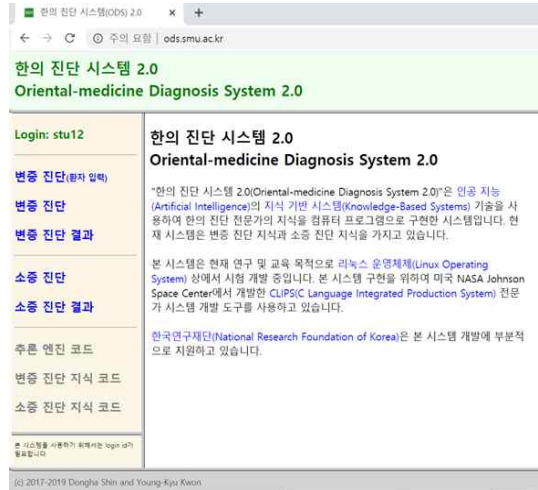 한의 진단 시스템(ODS) 2.0
주의 요함 | ods.smu.ac.kr
한의 진단 시스템 2.0
Oriental-medicine Diagnosis System 2.0
Login: stu12
변증 진단(환자 입력)
변증 진단
변증 진단 결과
소증 진단
소증 진단 결과
추론 엔진 코드
변증 진단 지식 코드
소증 진단 지식 코드
본 시스템을 사용하기 위해서는 login id가
필요합니다
한의 진단 시스템 2.0
Oriental-medicine Diagnosis System 2.0
"한의 진단 시스템 2.0(Oriental-medicine Diagnosis System 2.0)"은 인공 지능
(Artificial Intelligence)의 지식 기반 시스템(Knowledge-Based Systems) 기술을 사
용하여 한의 진단 전문가의 지식을 컴퓨터 프로그램으로 구현한 시스템입니다. 현
재 시스템은 변증 진단 지식과 소증 진단 지식을 가지고 있습니다.
본 시스템은 현재 연구 및 교육 목적으로 리눅스 운영체제(Linux Operating
System) 상에서 시험 개발 중입니다. 본 시스템 구현을 위하여 미국 NASA Johnson
Space Center에서 개발한 CLIPS(C Language Integrated Production System) 전문
가 시스템 개발 도구를 사용하고 있습니다.
한국연구재단(National Research Foundation of Korea)은 본 시스템 개발에 부분적
으로 지원하고 있습니다.
(c) 2017-2019 Dongha Shin and Young-Kyu Kwon